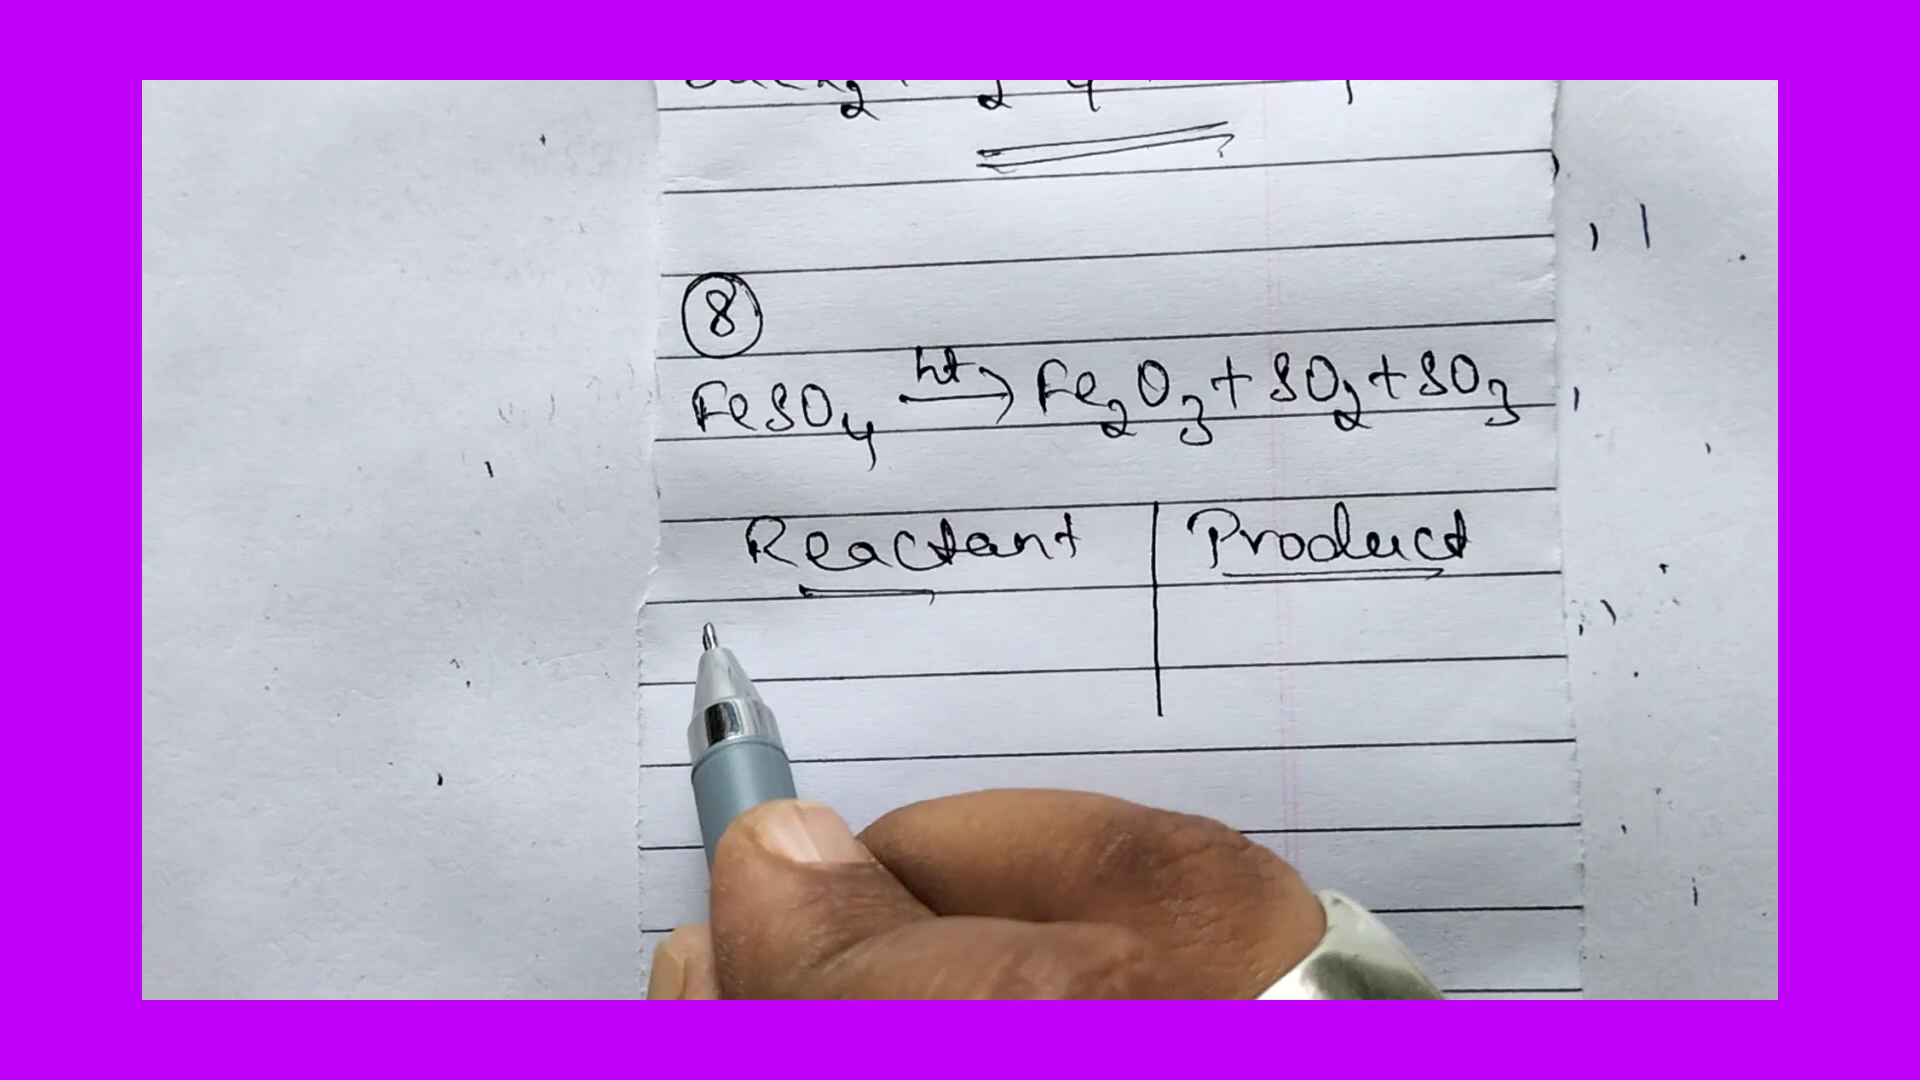 8
FeSO₄ ht→ Fe₂O₃ + SO₂ + SO₃
Reactant Product